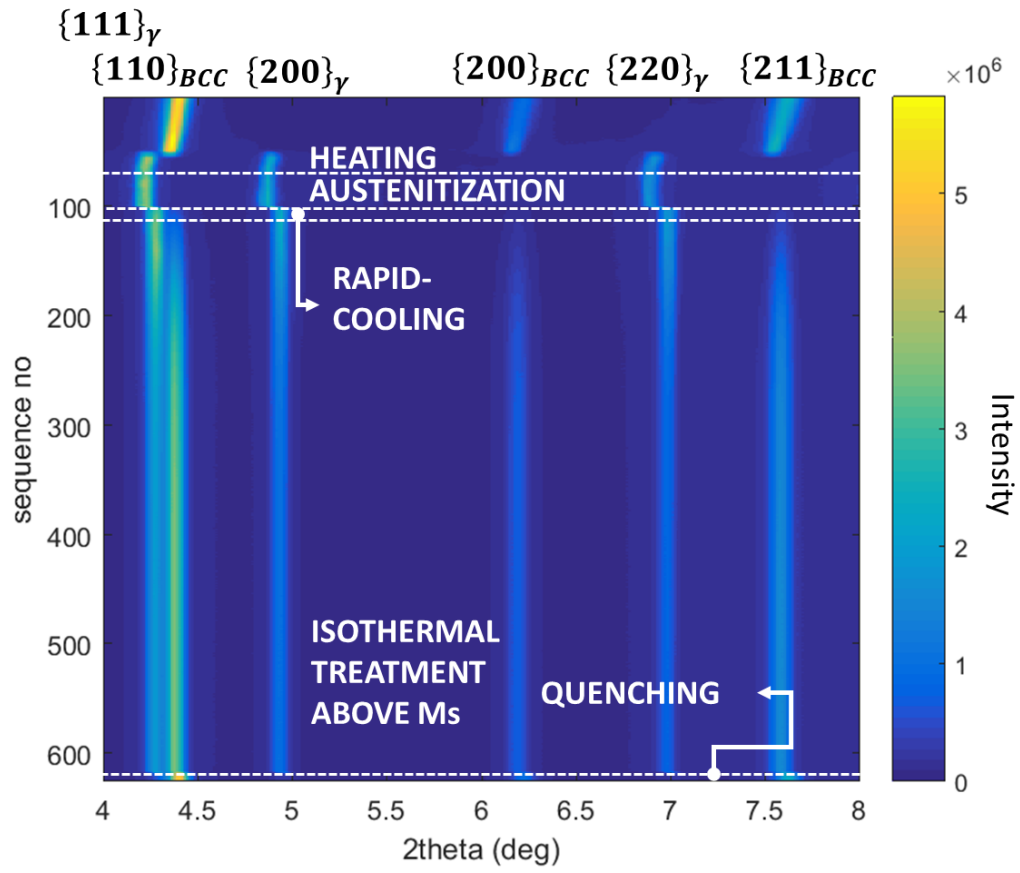 {111}γ
{110}BCC {200}γ {200}BCC {220}γ {211}BCC
×10^6
HEATING
AUSTENITIZATION
RAPID-
COOLING
ISOTHERMAL
TREATMENT
ABOVE Ms
QUENCHING
100
200
300
400
500
600
sequence no
4 4.5 5 5.5 6 6.5 7 7.5 8
2theta (deg)
5
4
3
2
1
0
Intensity